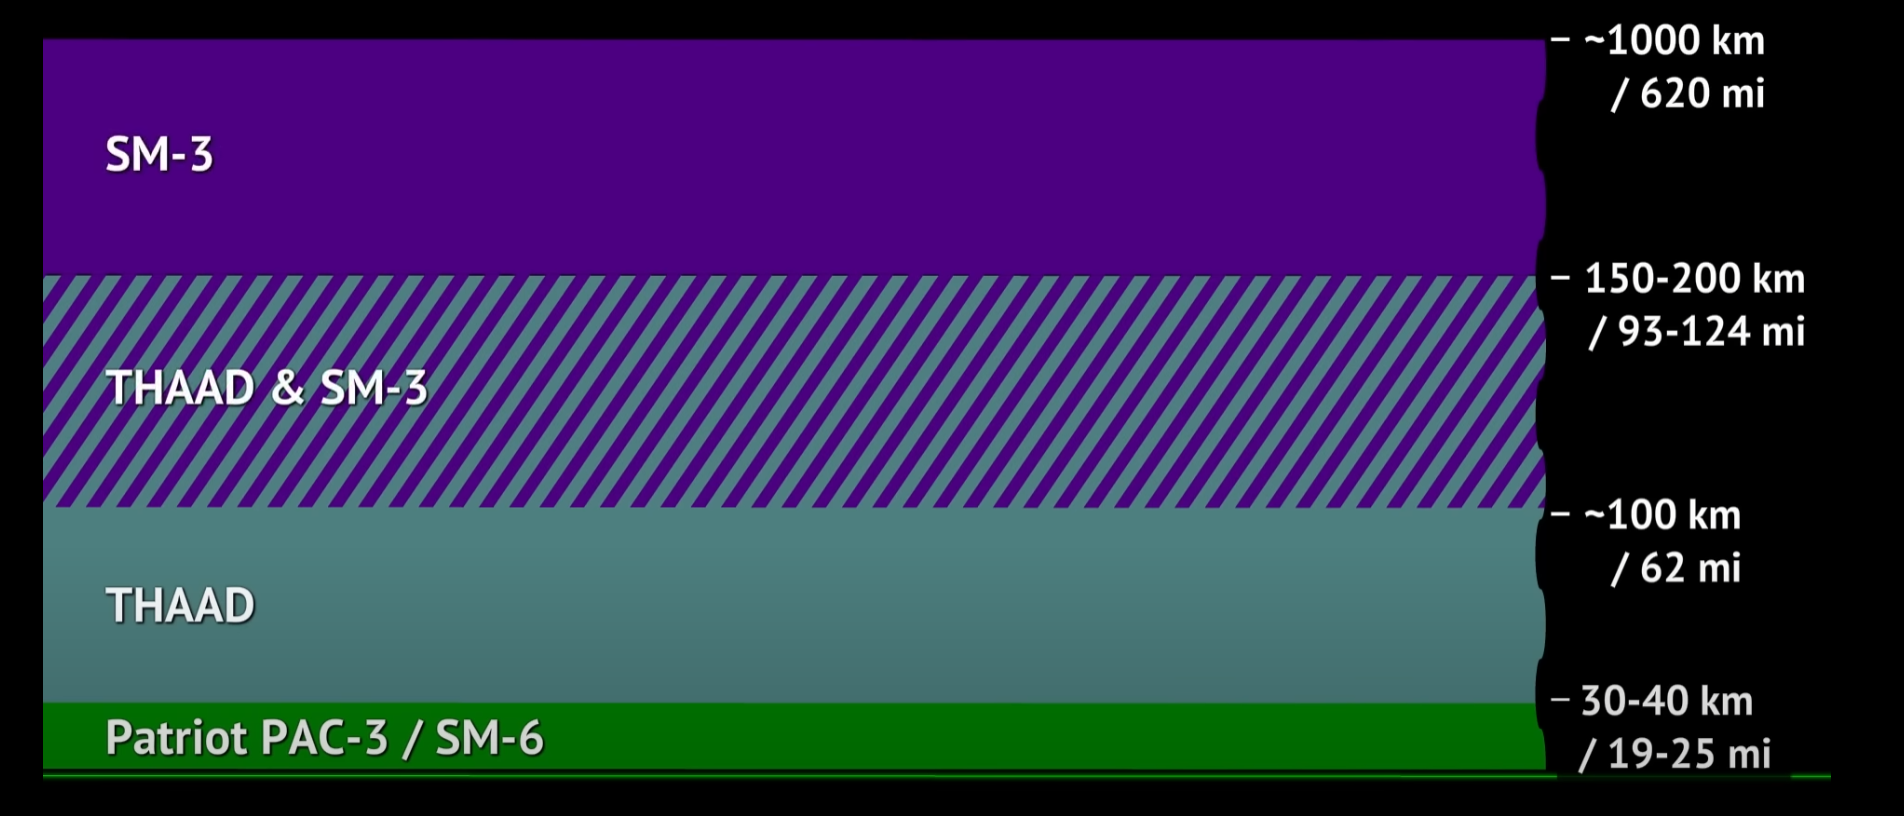 ~1000 km
/ 620 mi
SM-3
150-200 km
/ 93-124 mi
THAAD & SM-3
~100 km
/ 62 mi
THAAD
30-40 km
/ 19-25 mi
Patriot PAC-3 / SM-6